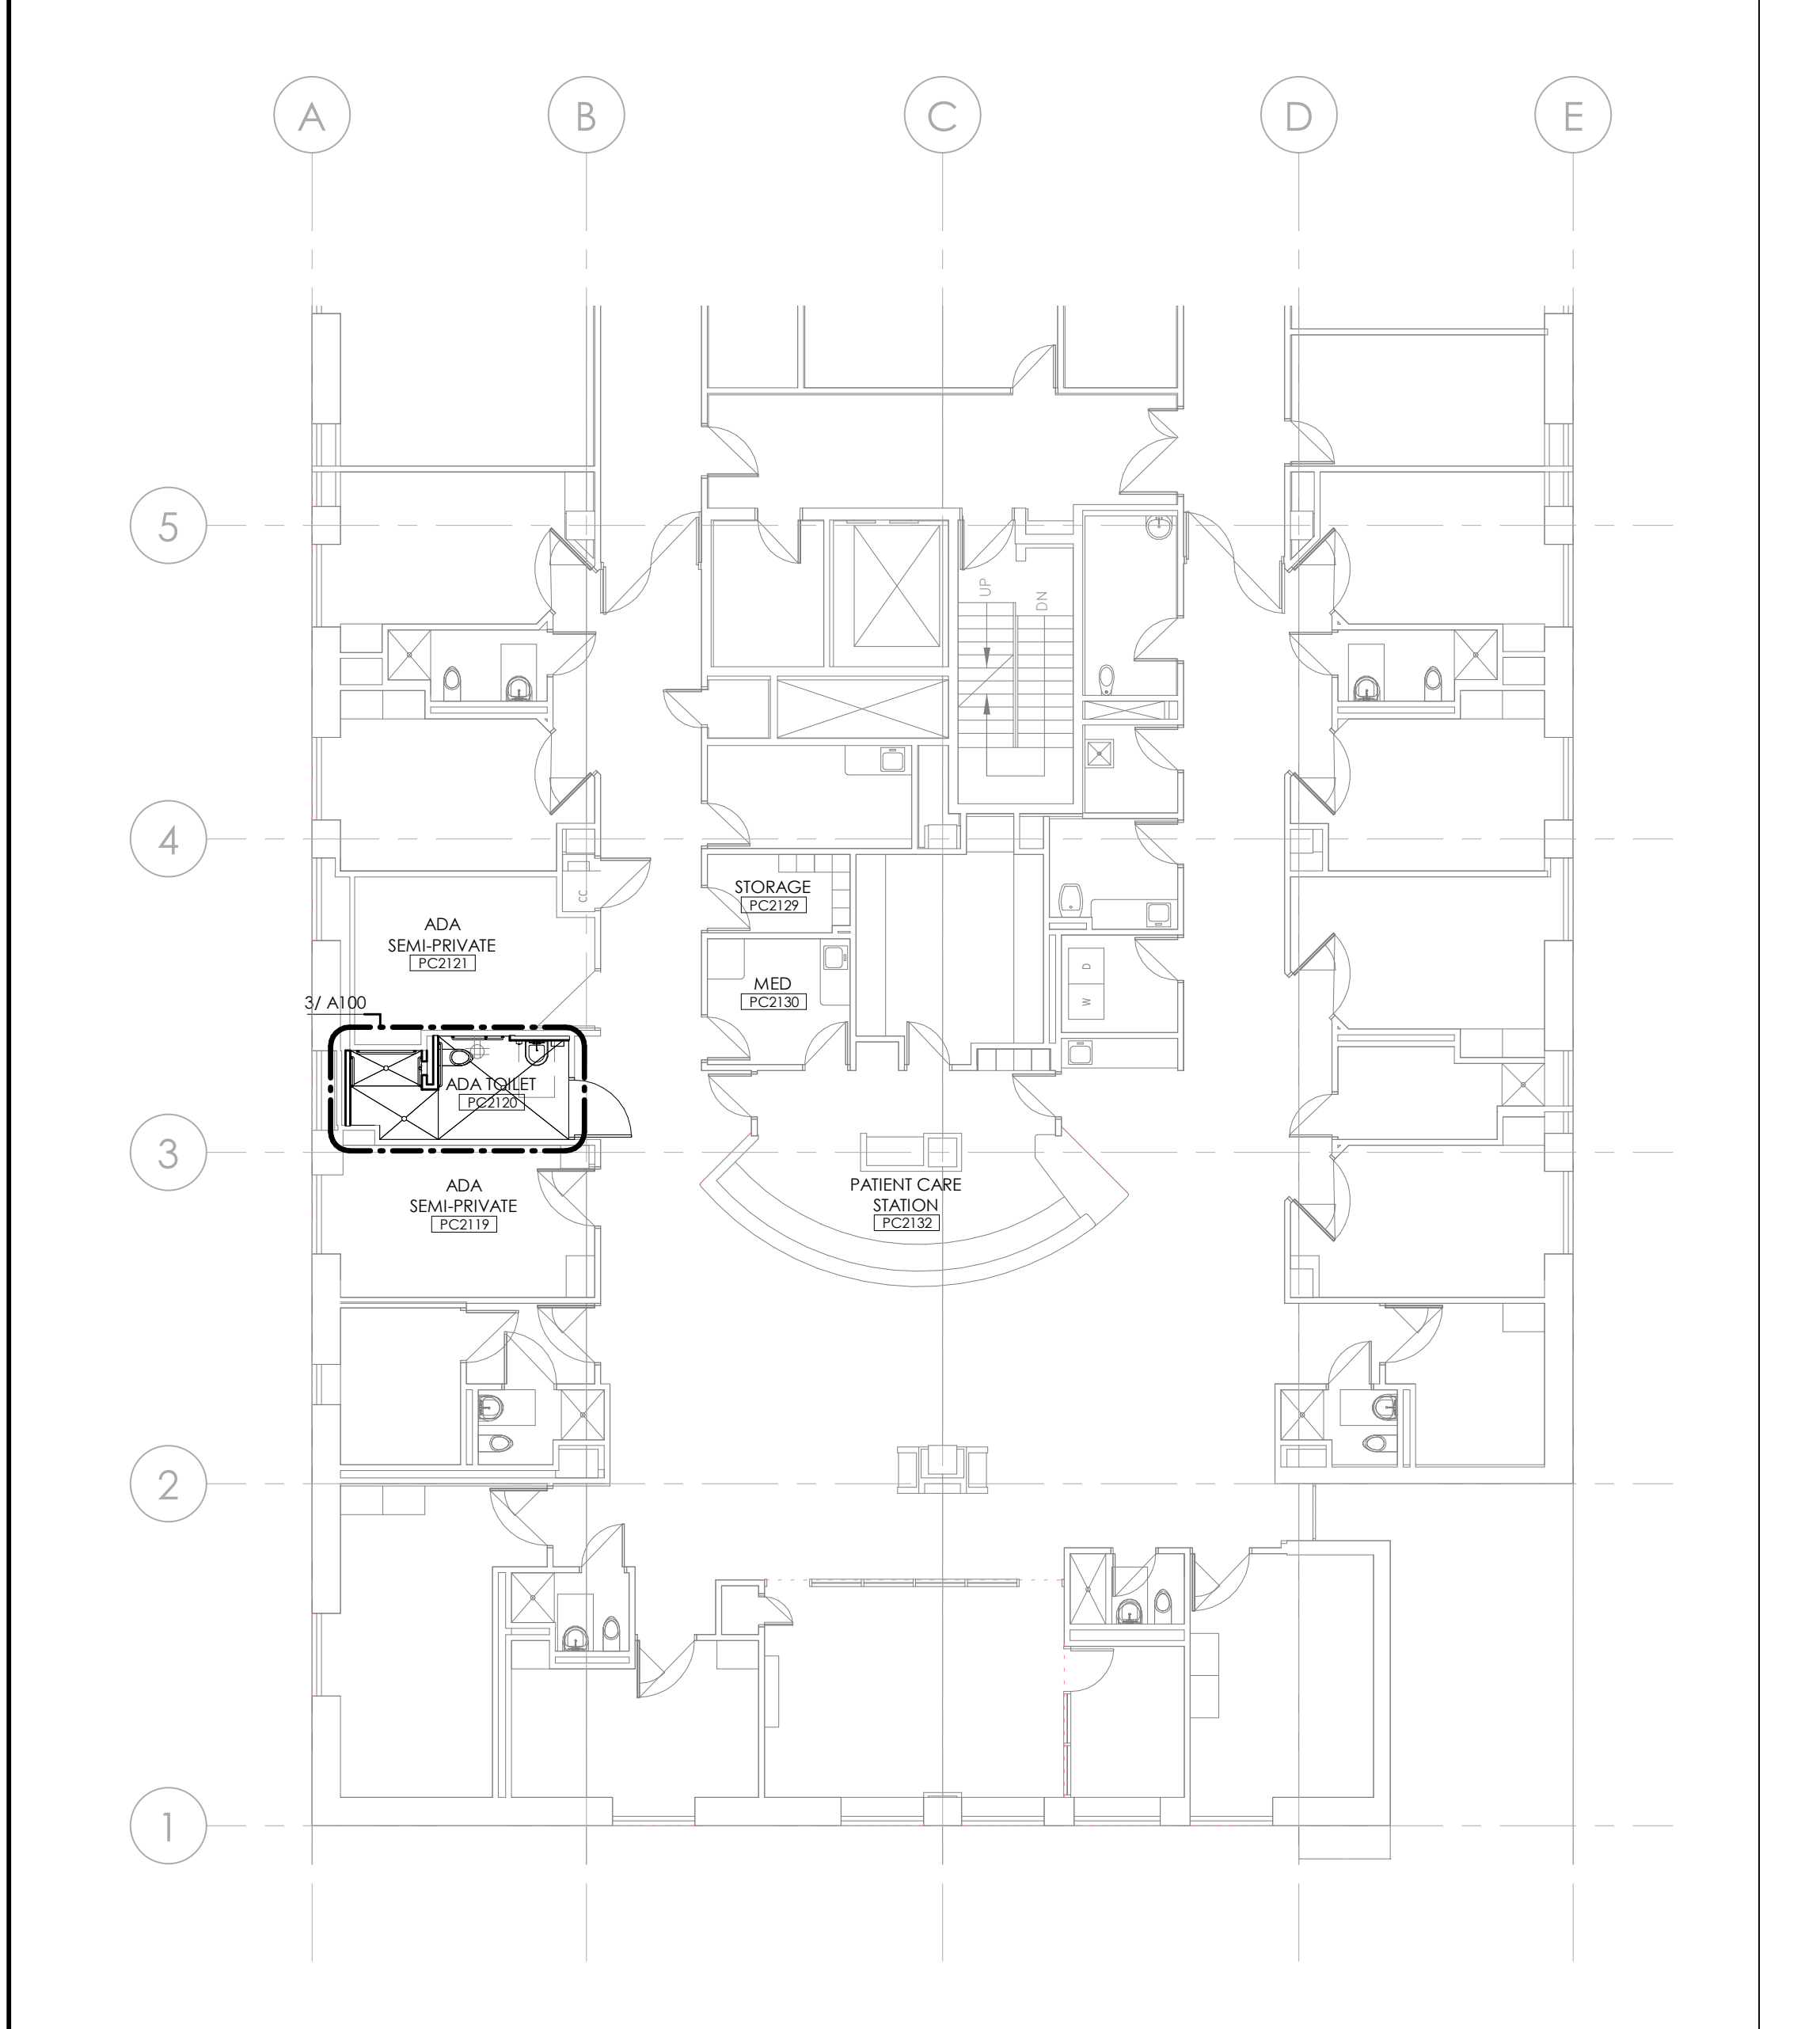 A
B
C
D
E
5
UP
DN
4
CC
STORAGE
PC2129
ADA
SEMI-PRIVATE
PC2121
D
W
MED
PC2130
3/ A100
ADA TOILET
PC2120
3
ADA
SEMI-PRIVATE
PC2119
PATIENT CARE
STATION
PC2132
2
1